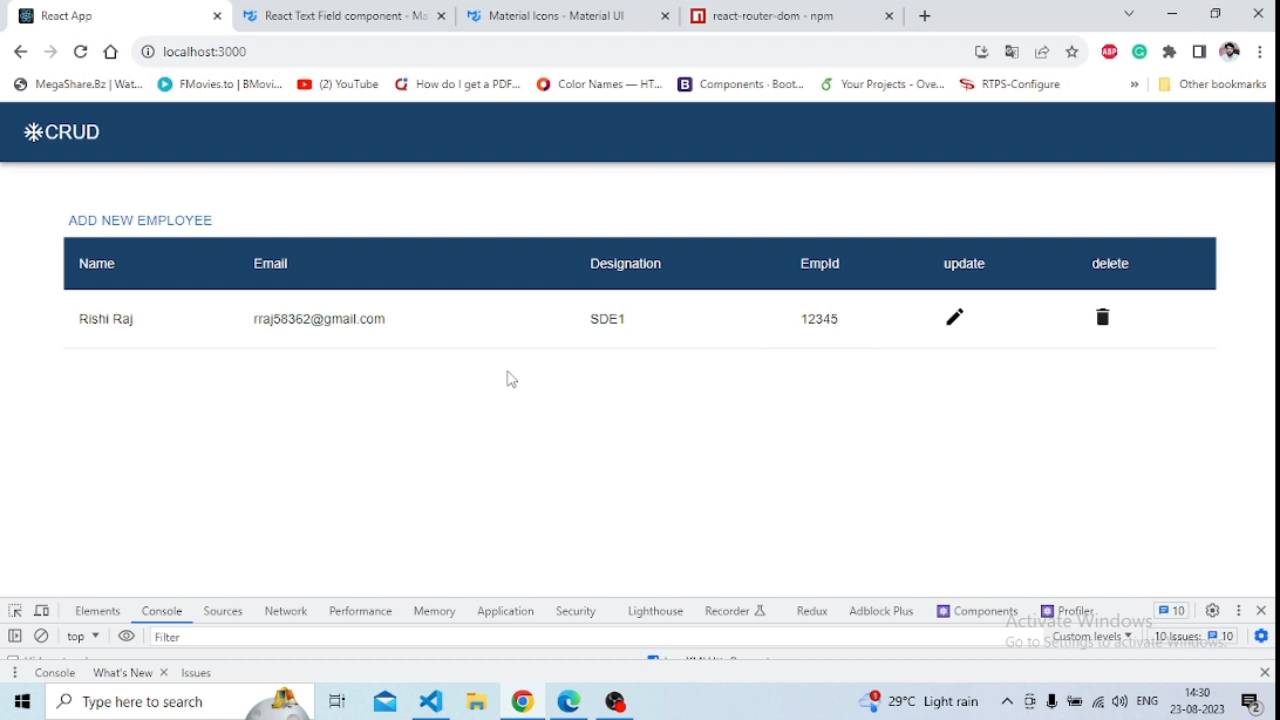 React App
React Text Field component - Ma
Material Icons - Material UI
react-router-dom - npm
localhost:3000
MegaShare.Bz | Wat...
FMovies.to | BMovi...
(2) YouTube
How do I get a PDF...
Color Names — HT...
Components · Boot...
Your Projects - Ove...
RTPS-Configure
»
Other bookmarks
CRUD
ADD NEW EMPLOYEE
Name Email Designation EmpId update delete
Rishi Raj rraj58362@gmail.com SDE1 12345
Elements Console Sources Network Performance Memory Application Security Lighthouse Recorder Redux Adblock Plus Components Profiler 10
Activate Windows
top Filter Custom levels 10 Issues: 10
Go to Settings to activate Windows.
Console What's New Issues
Type here to search
29°C Light rain
ENG
14:30
23-08-2023
2